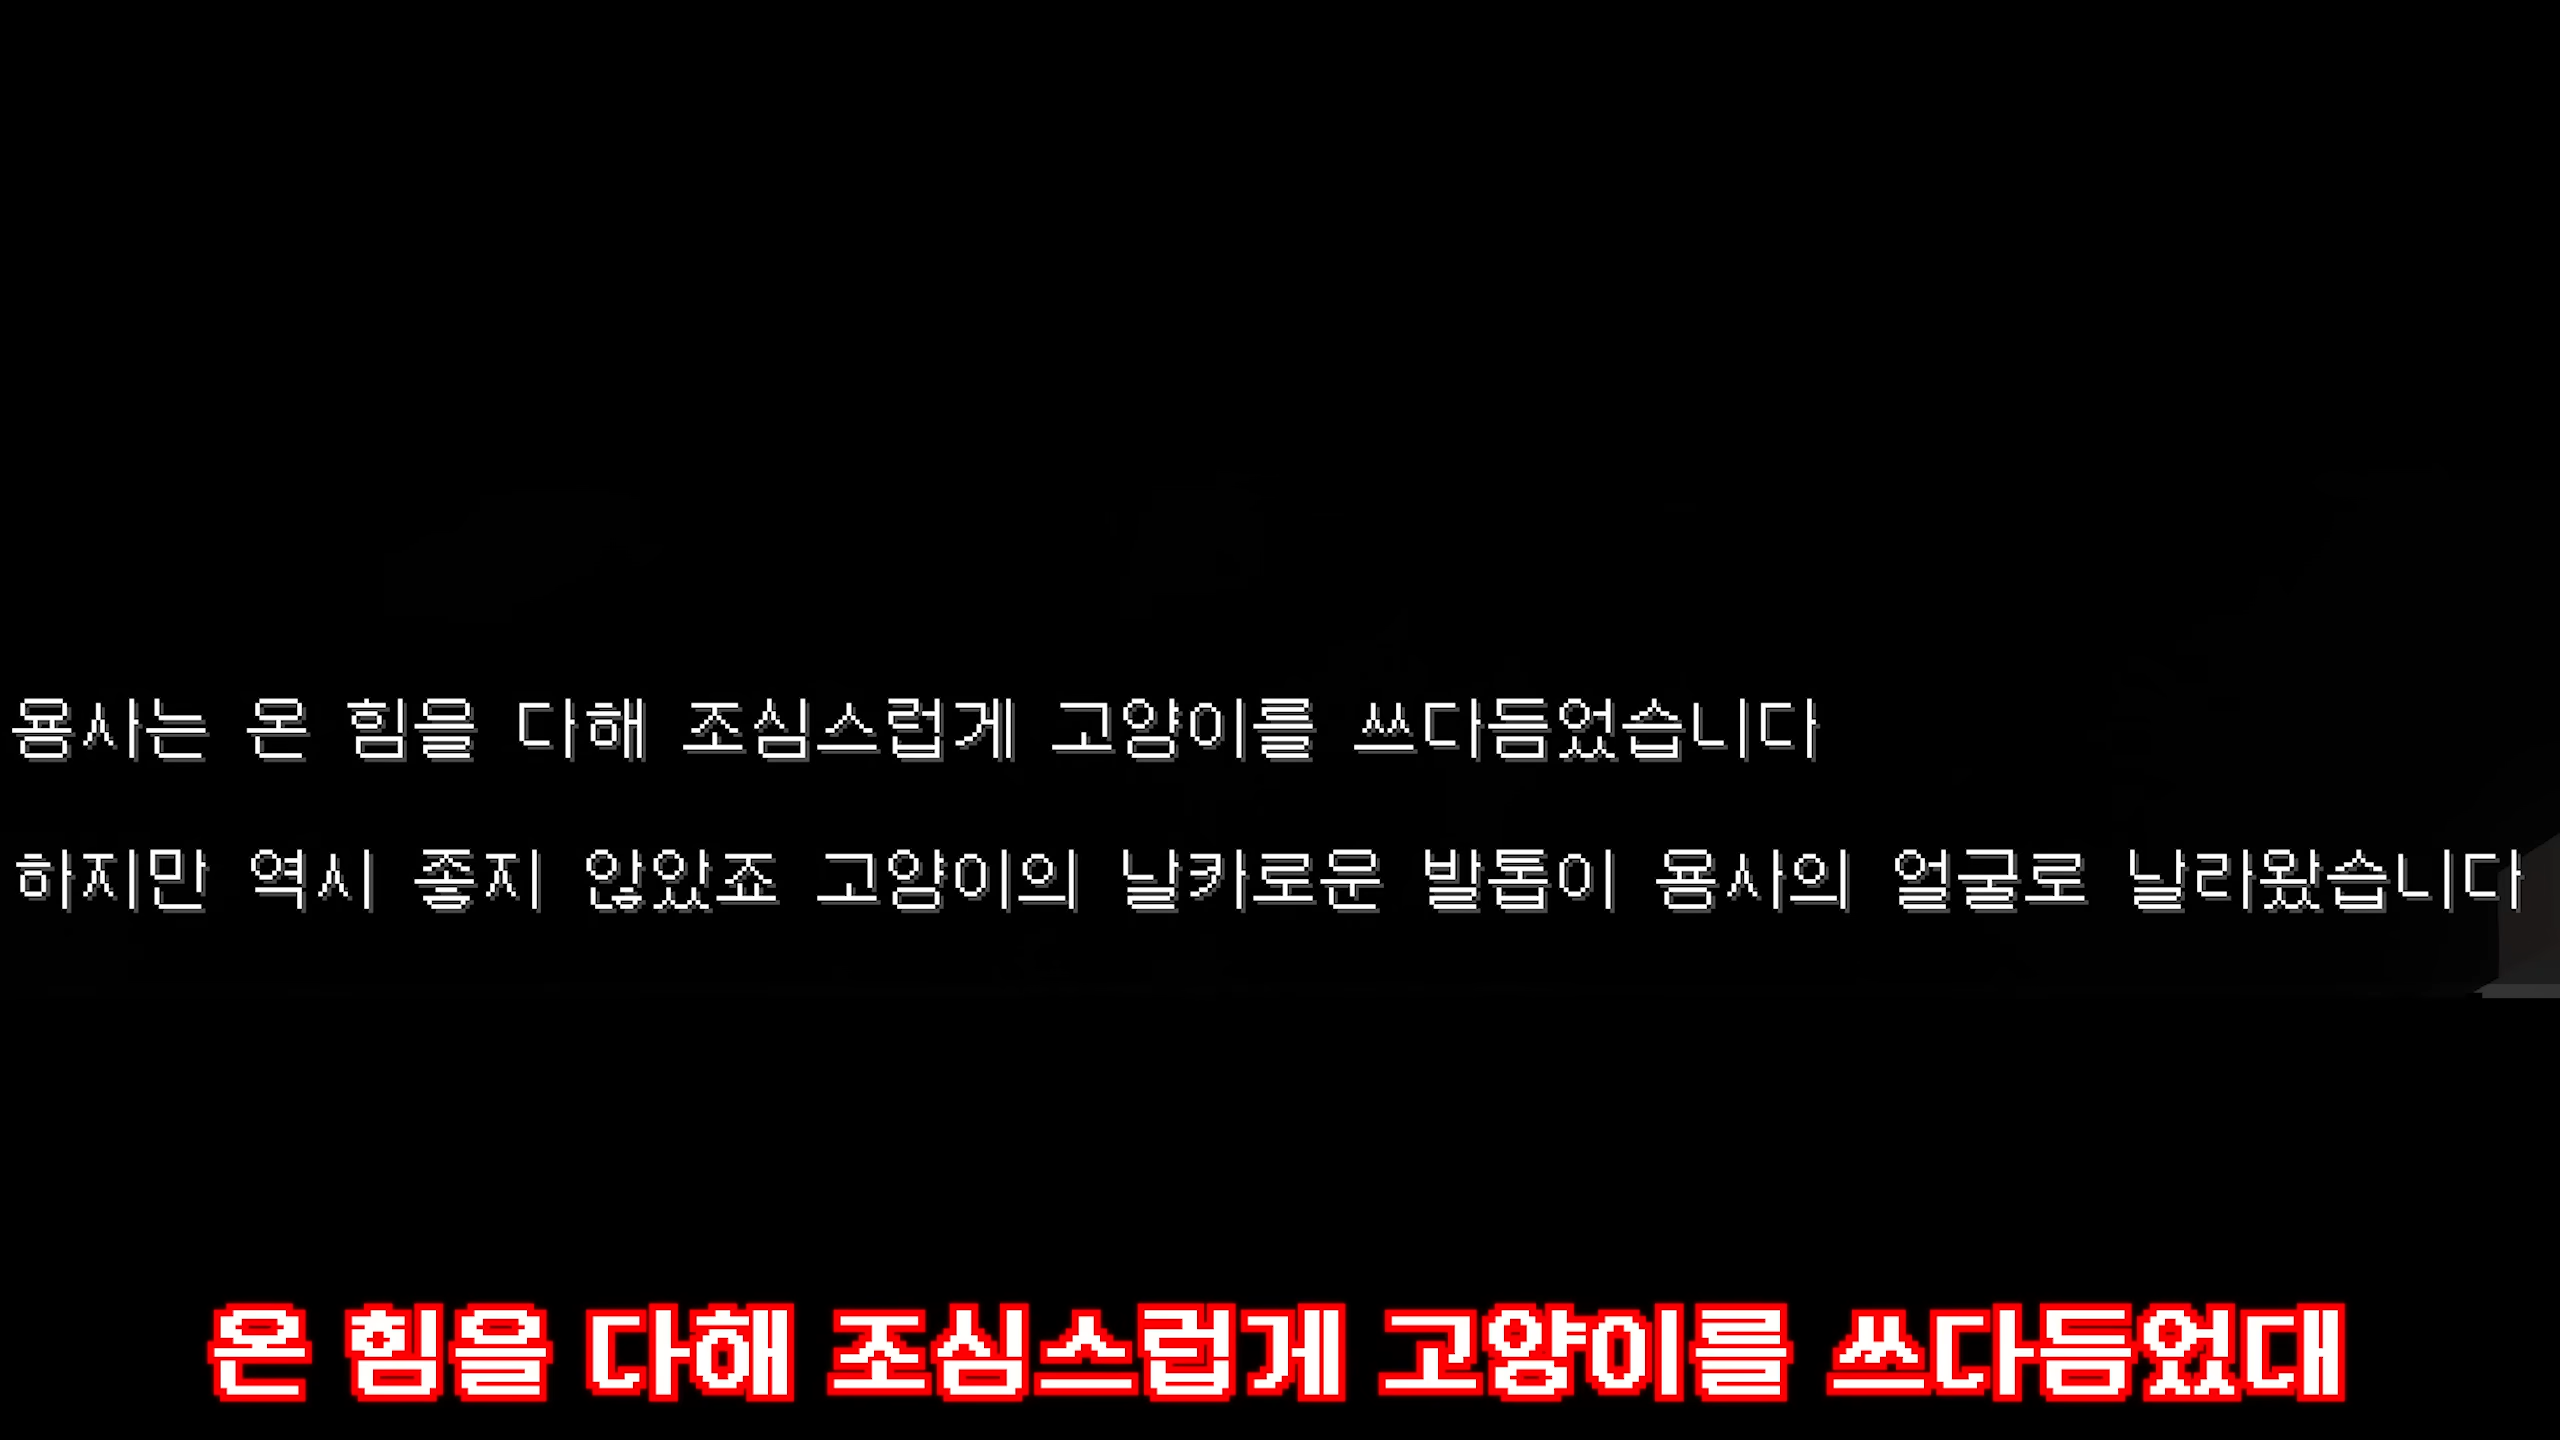 용사는 온 힘을 다해 조심스럽게 고양이를 쓰다듬었습니다
하지만 역시 좋지 않았죠 고양이의 날카로운 발톱이 용사의 얼굴로 날라왔습니다
온 힘을 다해 조심스럽게 고양이를 쓰다듬었대